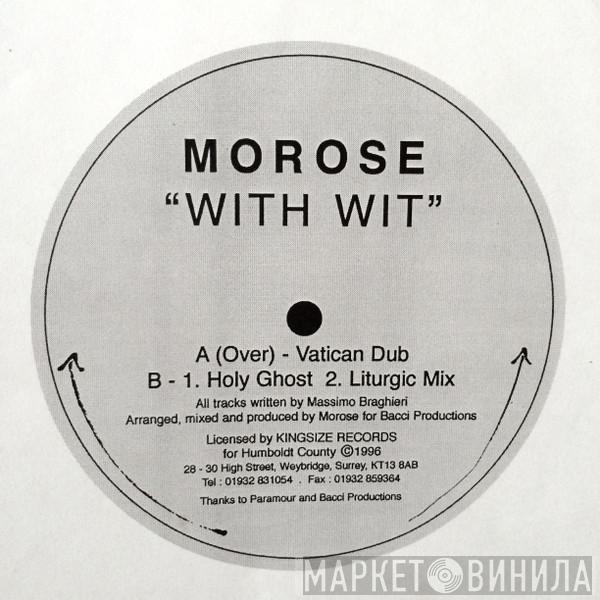 MOROSE
“WITH WIT”
A (Over) - Vatican Dub
B - 1. Holy Ghost 2. Liturgic Mix
All tracks written by Massimo Braghieri
Arranged, mixed and produced by Morose for Bacci Productions
Licensed by KINGSIZE RECORDS
for Humboldt County ©1996
28 - 30 High Street, Weybridge, Surrey, KT13 8AB
Tel : 01932 831054 . Fax : 01932 859364
Thanks to Paramour and Bacci Productions
МАРКЕТ ВИНИЛА